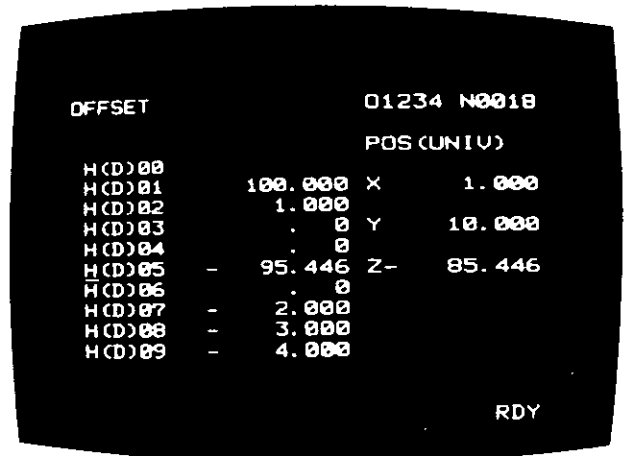 OFFSET O1234 N0018
POS(UNIV)
H(D)00
H(D)01 100.000 X 1.000
H(D)02 1.000
H(D)03 . 0 Y 10.000
H(D)04 . 0
H(D)05 - 95.446 Z- 85.446
H(D)06 . 0
H(D)07 - 2.000
H(D)08 - 3.000
H(D)09 - 4.000
RDY